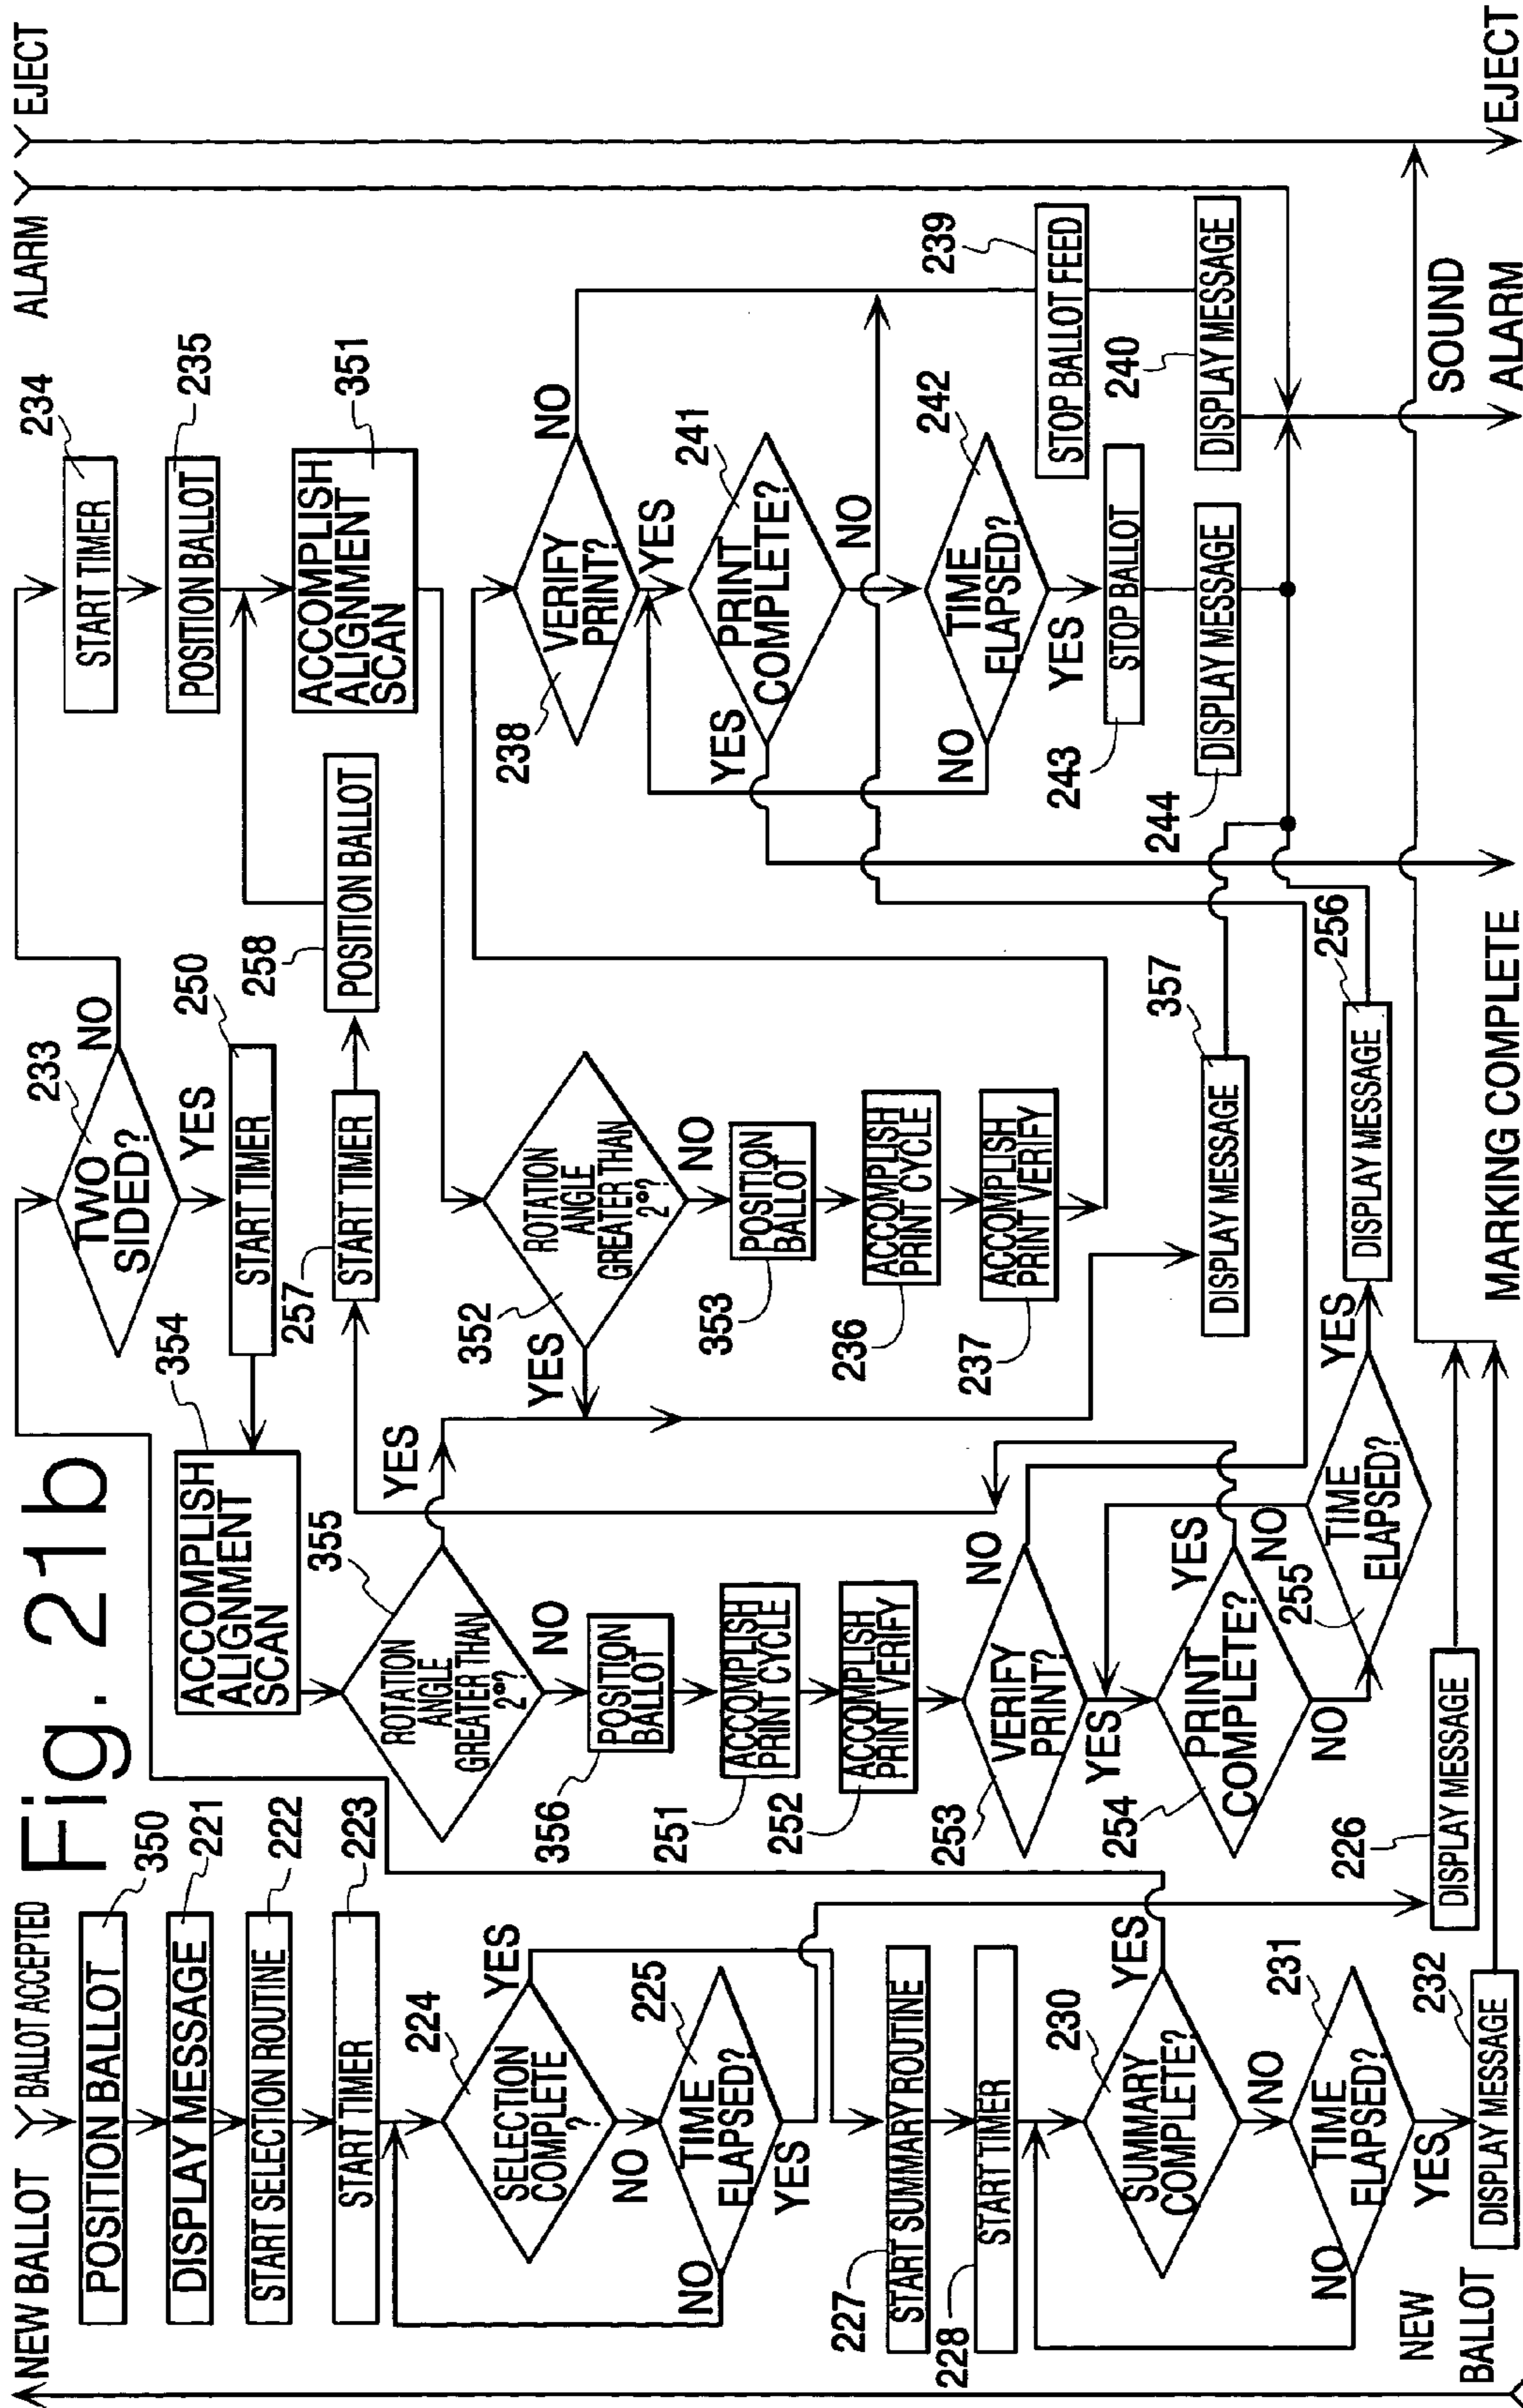 Fig. 21b
NEW BALLOT
BALLOT ACCEPTED
POSITION BALLOT
350
DISPLAY MESSAGE
221
START SELECTION ROUTINE
222
START TIMER
223
SELECTION
COMPLETE
?
224
YES
NO
TIME
ELAPSED?
225
NO
YES
START SUMMARY ROUTINE
227
START TIMER
228
SUMMARY
COMPLETE?
230
YES
NO
TIME
ELAPSED?
231
NO
YES
DISPLAY MESSAGE
232
NEW
BALLOT
DISPLAY MESSAGE
226
TWO
SIDED?
233
NO
YES
START TIMER
250
ACCOMPLISH
ALIGNMENT
SCAN
354
ROTATION
ANGLE
GREATER THAN
2°?
355
YES
NO
POSITION
BALLOT
356
ACCOMPLISH
PRINT CYCLE
251
ACCOMPLISH
PRINT VERIFY
252
VERIFY
PRINT?
253
NO
YES
PRINT
COMPLETE?
254
YES
NO
TIME
ELAPSED?
255
NO
YES
DISPLAY MESSAGE
256
START TIMER
257
POSITION BALLOT
258
START TIMER
234
POSITION BALLOT
235
ACCOMPLISH
ALIGNMENT
SCAN
351
ROTATION
ANGLE
GREATER THAN
2°?
352
YES
NO
POSITION
BALLOT
353
ACCOMPLISH
PRINT CYCLE
236
ACCOMPLISH
PRINT VERIFY
237
DISPLAY MESSAGE
357
VERIFY
PRINT?
238
NO
YES
PRINT
COMPLETE?
241
YES
NO
TIME
ELAPSED?
242
NO
YES
STOP BALLOT
243
DISPLAY MESSAGE
244
STOP BALLOT FEED
239
DISPLAY MESSAGE
240
ALARM
EJECT
MARKING COMPLETE
SOUND
ALARM
EJECT